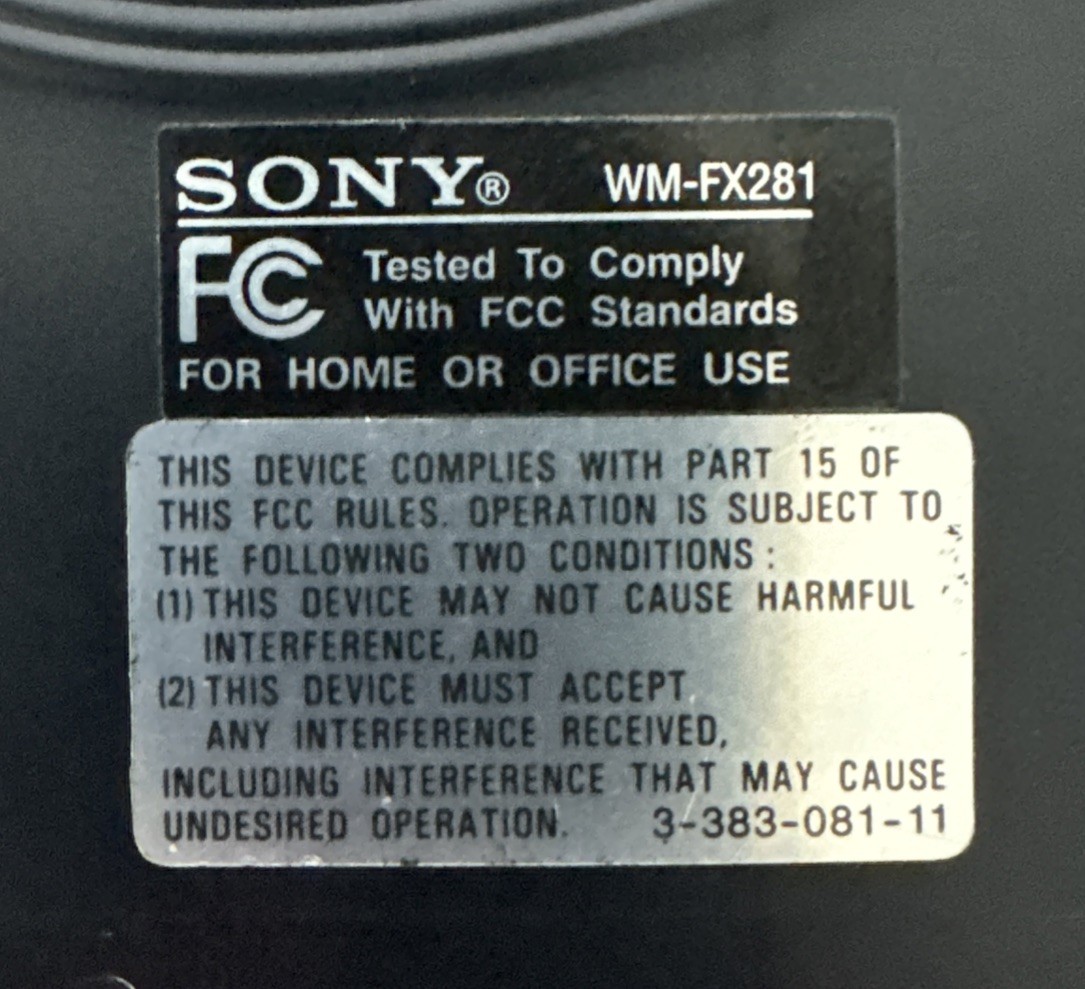 SONY® WM-FX281
FC Tested To Comply
With FCC Standards
FOR HOME OR OFFICE USE
THIS DEVICE COMPLIES WITH PART 15 OF
THIS FCC RULES. OPERATION IS SUBJECT TO
THE FOLLOWING TWO CONDITIONS :
(1) THIS DEVICE MAY NOT CAUSE HARMFUL
INTERFERENCE, AND
(2) THIS DEVICE MUST ACCEPT
ANY INTERFERENCE RECEIVED,
INCLUDING INTERFERENCE THAT MAY CAUSE
UNDESIRED OPERATION. 3-383-081-11